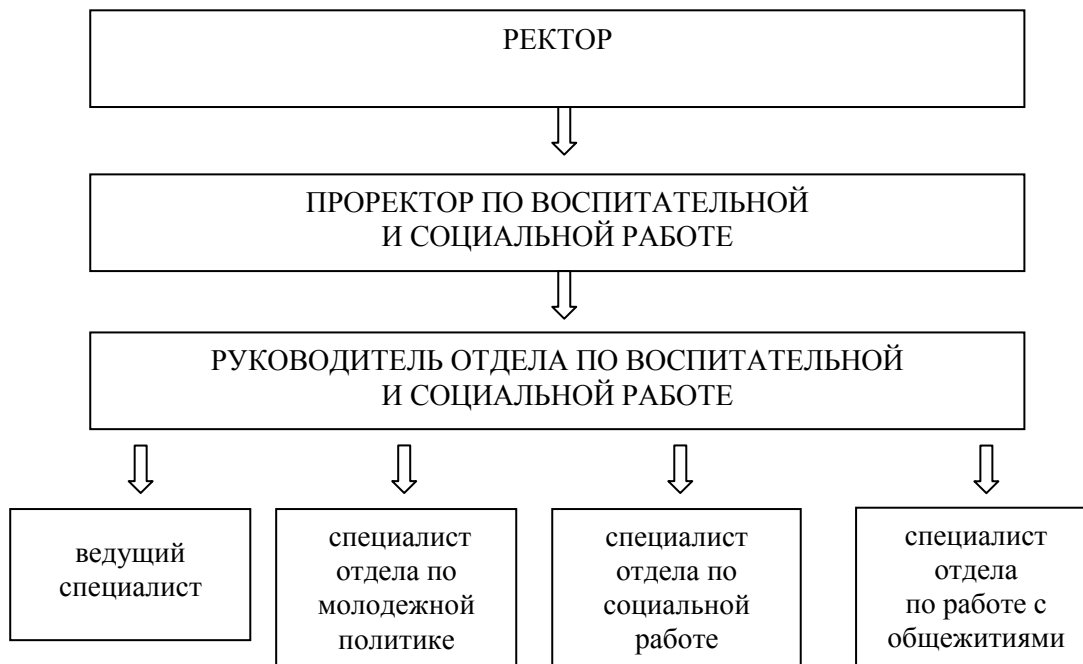 РЕКТОР
ПРОРЕКТОР ПО ВОСПИТАТЕЛЬНОЙ
И СОЦИАЛЬНОЙ РАБОТЕ
РУКОВОДИТЕЛЬ ОТДЕЛА ПО ВОСПИТАТЕЛЬНОЙ
И СОЦИАЛЬНОЙ РАБОТЕ
ведущий
специалист
специалист
отдела по
молодежной
политике
специалист
отдела по
социальной
работе
специалист
отдела
по работе с
общежитиями